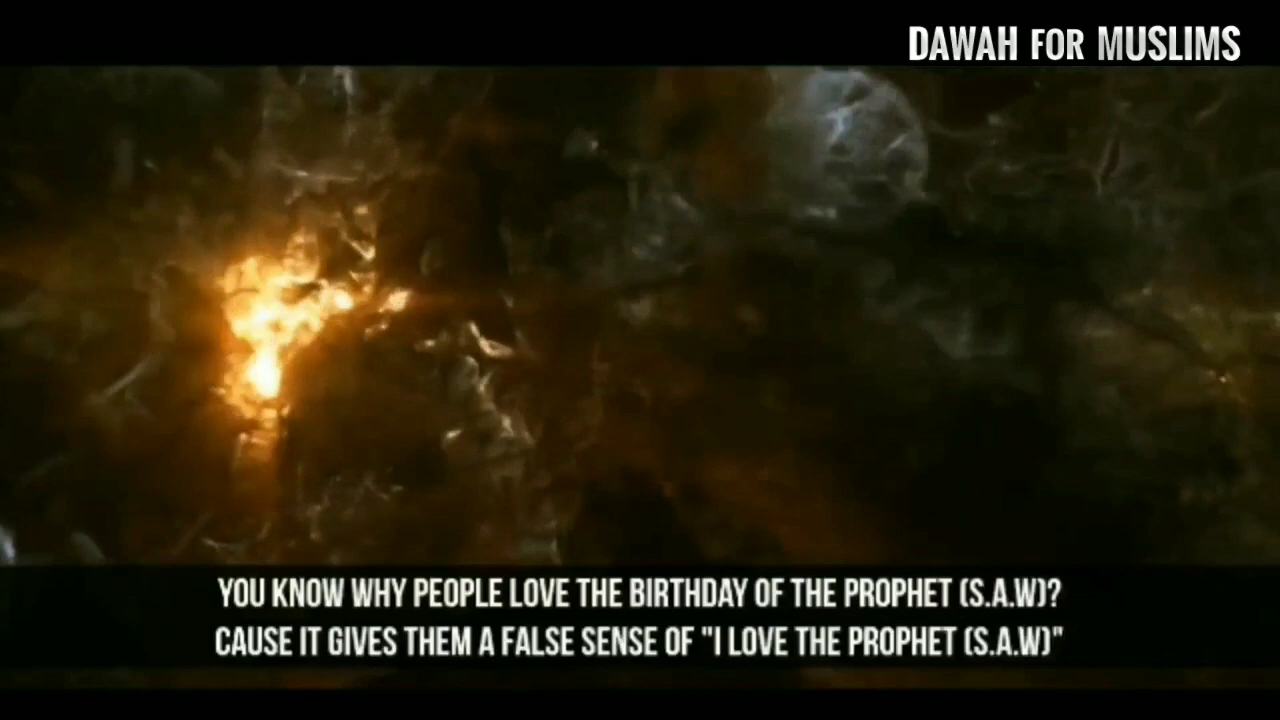 DAWAH FOR MUSLIMS
YOU KNOW WHY PEOPLE LOVE THE BIRTHDAY OF THE PROPHET (S.A.W)?
CAUSE IT GIVES THEM A FALSE SENSE OF "I LOVE THE PROPHET (S.A.W)"